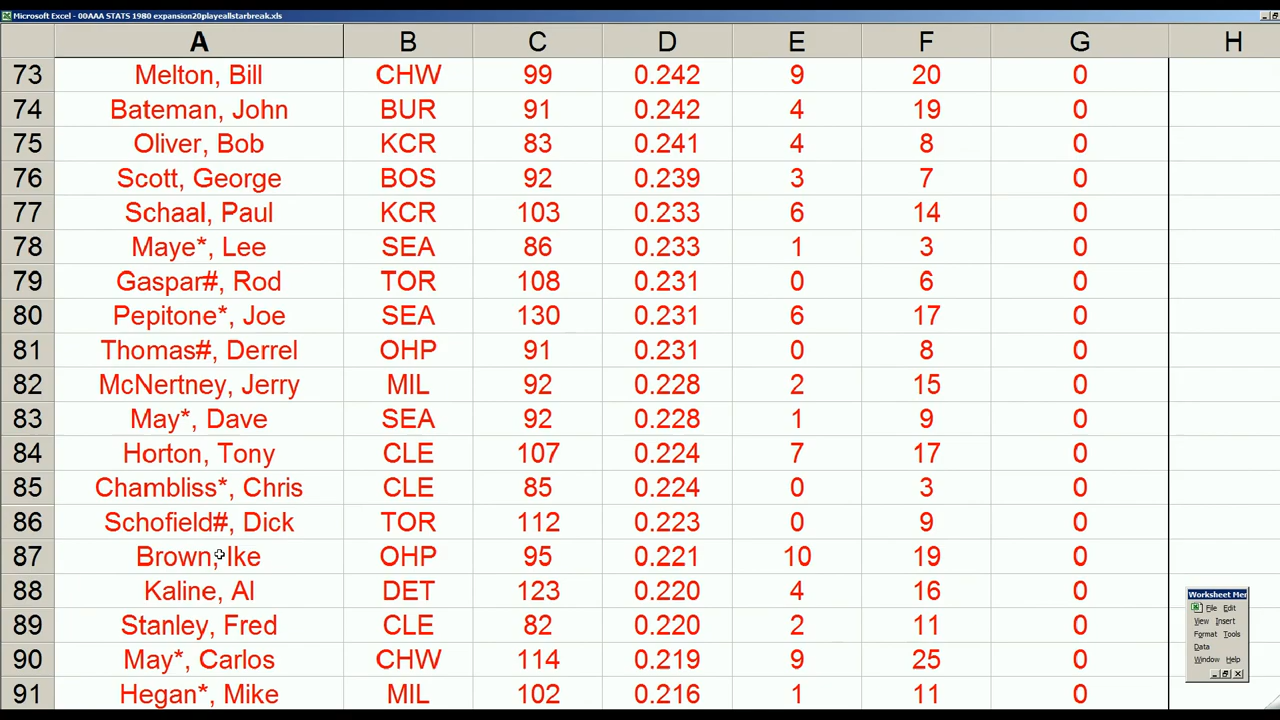 Microsoft Excel - 00AAA STATS 1980 expansion20playeallstarbreak.xls
A B C D E F G H
73 Melton, Bill CHW 99 0.242 9 20 0
74 Bateman, John BUR 91 0.242 4 19 0
75 Oliver, Bob KCR 83 0.241 4 8 0
76 Scott, George BOS 92 0.239 3 7 0
77 Schaal, Paul KCR 103 0.233 6 14 0
78 Maye*, Lee SEA 86 0.233 1 3 0
79 Gaspar#, Rod TOR 108 0.231 0 6 0
80 Pepitone*, Joe SEA 130 0.231 6 17 0
81 Thomas#, Derrel OHP 91 0.231 0 8 0
82 McNertney, Jerry MIL 92 0.228 2 15 0
83 May*, Dave SEA 92 0.228 1 9 0
84 Horton, Tony CLE 107 0.224 7 17 0
85 Chambliss*, Chris CLE 85 0.224 0 3 0
86 Schofield#, Dick TOR 112 0.223 0 9 0
87 Brown, Ike OHP 95 0.221 10 19 0
88 Kaline, Al DET 123 0.220 4 16 0
89 Stanley, Fred CLE 82 0.220 2 11 0
90 May*, Carlos CHW 114 0.219 9 25 0
91 Hegan*, Mike MIL 102 0.216 1 11 0
Worksheet Mer
File Edit
View Insert
Format Tools
Data
Window Help